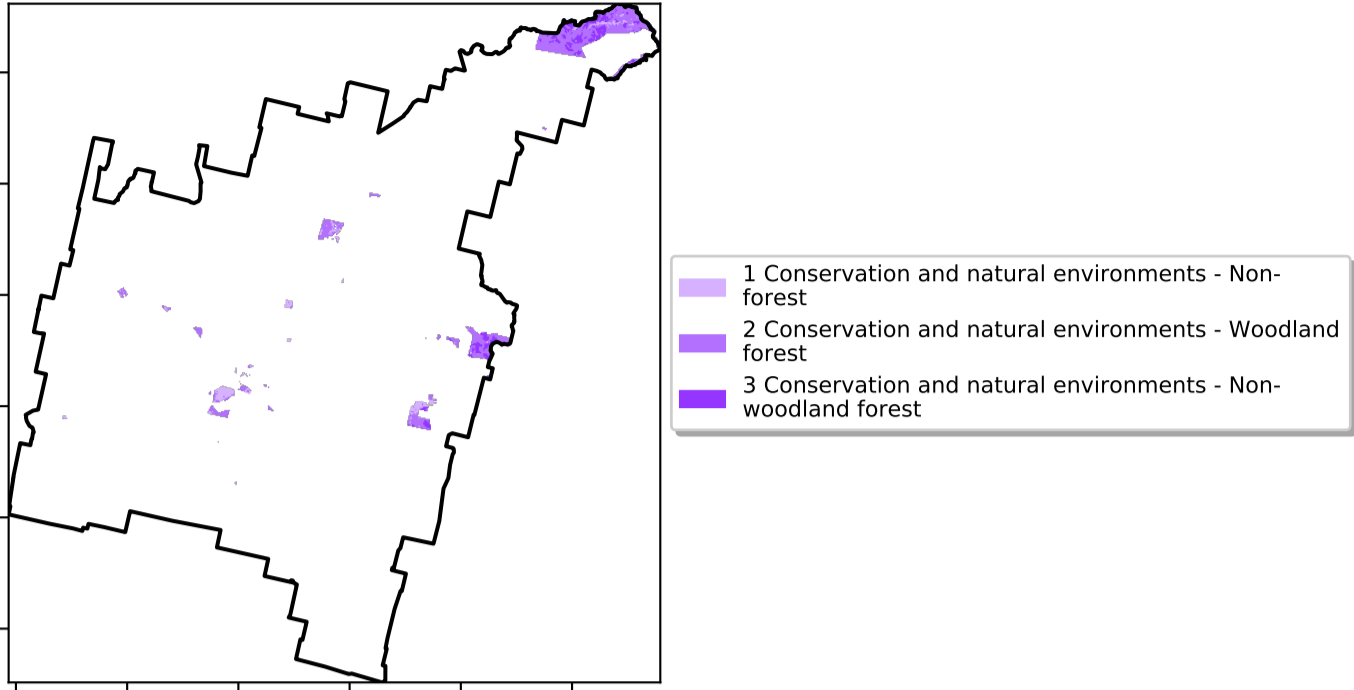 1 Conservation and natural environments - Non-
forest
2 Conservation and natural environments - Woodland
forest
3 Conservation and natural environments - Non-
woodland forest